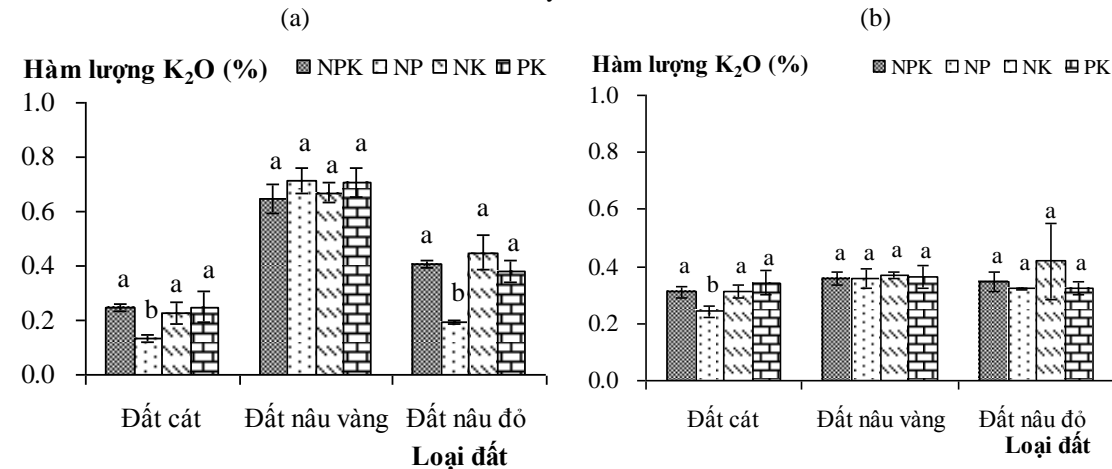 (a)
Hàm lượng K₂O (%) NPK NP NK PK
1.0
0.8
0.6
0.4
0.2
0.0
a b a a
a a a a
a b a a
Đất cát Đất nâu vàng Đất nâu đỏ
Loại đất
(b)
Hàm lượng K₂O (%) NPK NP NK PK
1.0
0.8
0.6
0.4
0.2
0.0
a b a a
a a a a
a a a a
Đất cát Đất nâu vàng Đất nâu đỏ
Loại đất